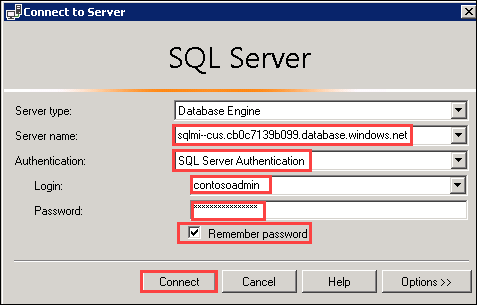 Connect to Server
SQL Server
Server type: Database Engine
Server name: sqlmi--cus.cb0c7139b099.database.windows.net
Authentication: SQL Server Authentication
Login: contosoadmin
Password: ***************
Remember password
Connect Cancel Help Options >>